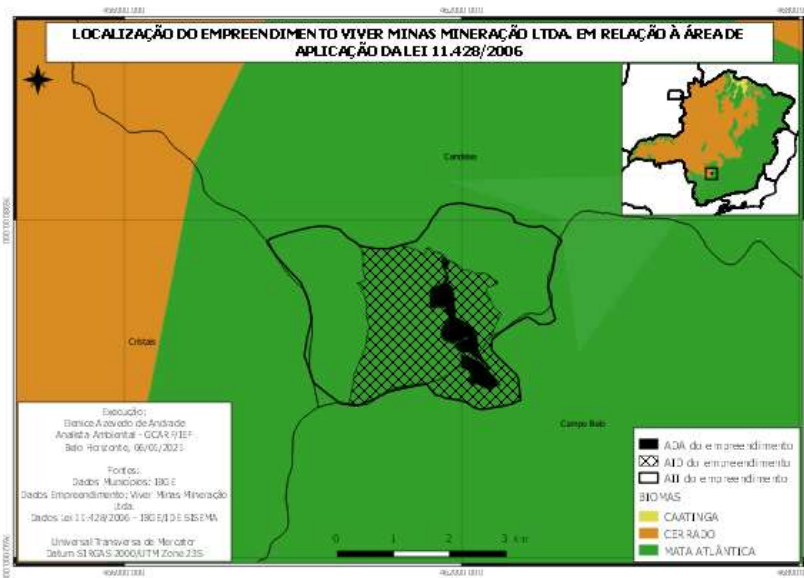 LOCALIZAÇÃO DO EMPREENDIMENTO VIVER MINAS MINERAÇÃO LTDA. EM RELAÇÃO À ÁREA DE
APLICAÇÃO DA LEI 11.428/2006
Candeias
Cristais
Campo Belo
Execução:
Elenice Azevedo de Andrade
Analista Ambiental - GCARF/IEF
Belo Horizonte,
Fontes:
Dados Municípios: IBGE
Dados Empreendimento: Viver Minas Mineração
Ltda.
Dados Lei 11.428/2006 - IBGE/IDE SISEMA
Universal Transversa de Mercator
Datum SIRGAS 2000/UTM Zone 23S
0 1 2 3 km
ADA do empreendimento
AID do empreendimento
AII do empreendimento
BIOMAS
CAATINGA
CERRADO
MATA ATLÂNTICA